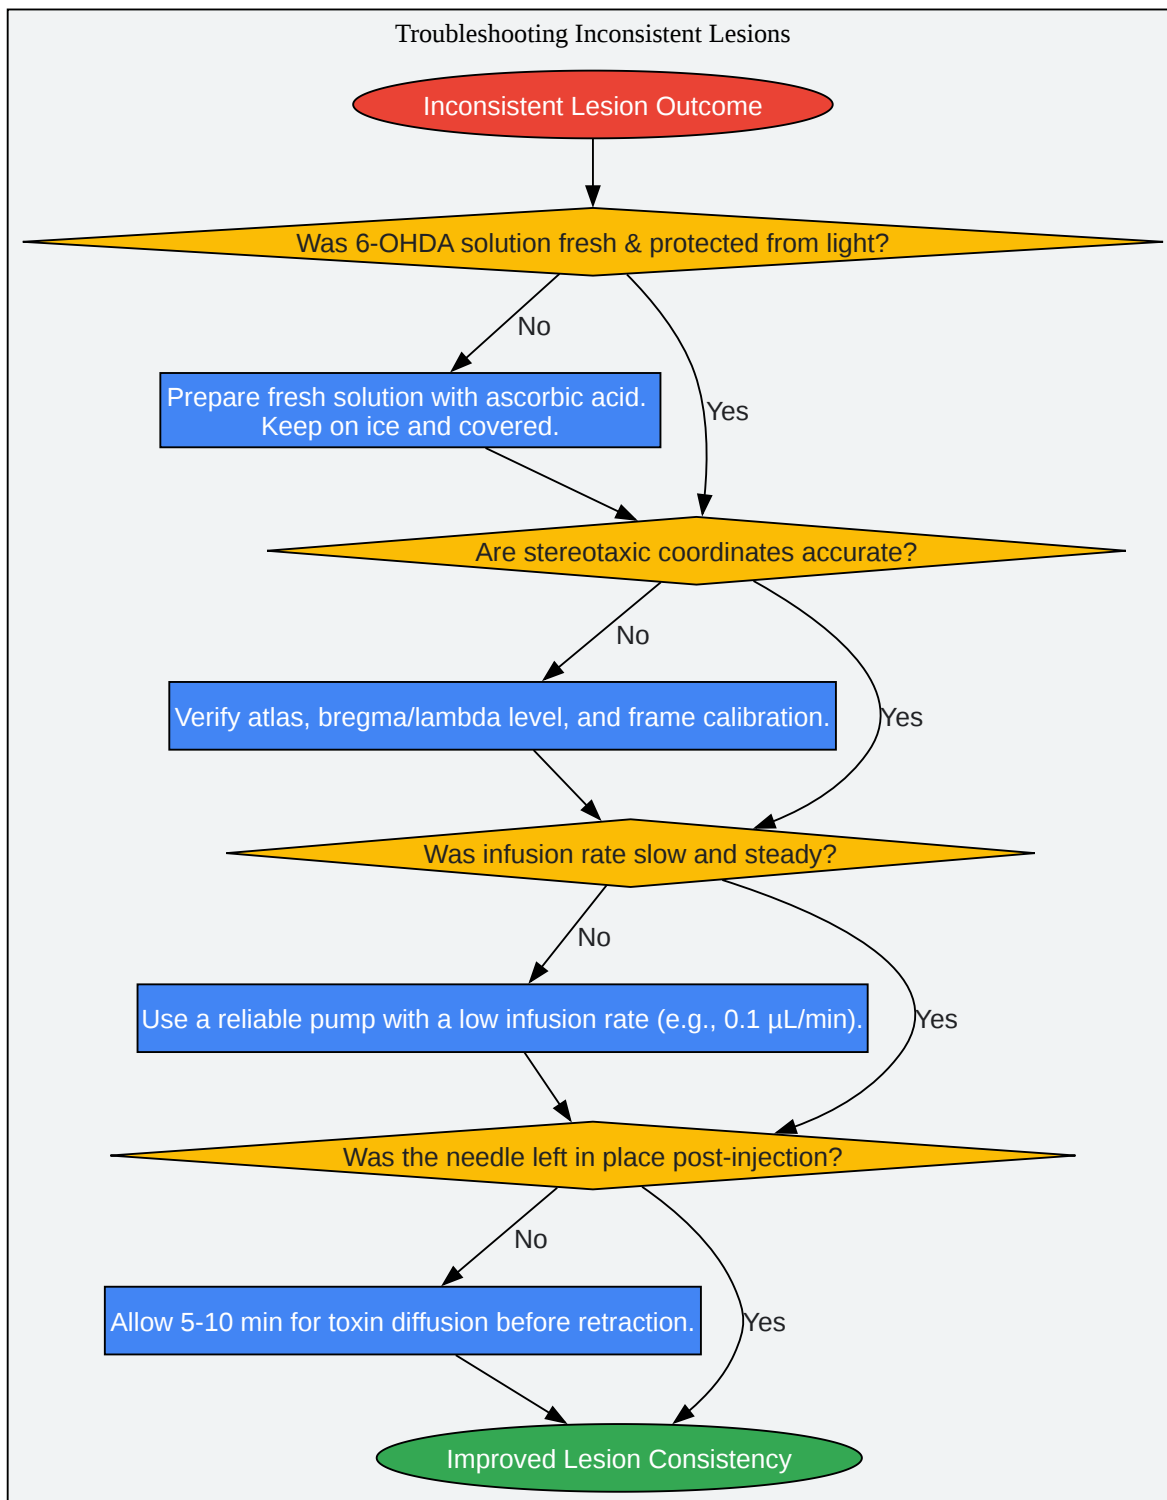 Troubleshooting Inconsistent Lesions
Inconsistent Lesion Outcome
Was 6-OHDA solution fresh & protected from light?
No
Prepare fresh solution with ascorbic acid.
Keep on ice and covered.
Yes
Are stereotaxic coordinates accurate?
No
Verify atlas, bregma/lambda level, and frame calibration.
Yes
Was infusion rate slow and steady?
No
Use a reliable pump with a low infusion rate (e.g., 0.1 µL/min).
Yes
Was the needle left in place post-injection?
No
Allow 5-10 min for toxin diffusion before retraction.
Yes
Improved Lesion Consistency